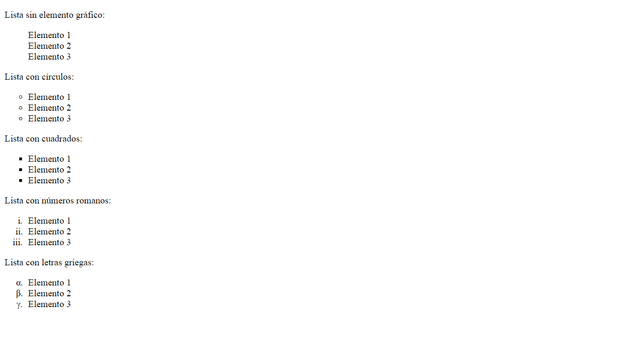 Lista sin elemento gráfico:
Elemento 1
Elemento 2
Elemento 3
Lista con círculos:
◦ Elemento 1
◦ Elemento 2
◦ Elemento 3
Lista con cuadrados:
▪ Elemento 1
▪ Elemento 2
▪ Elemento 3
Lista con números romanos:
i. Elemento 1
ii. Elemento 2
iii. Elemento 3
Lista con letras griegas:
α. Elemento 1
β. Elemento 2
γ. Elemento 3